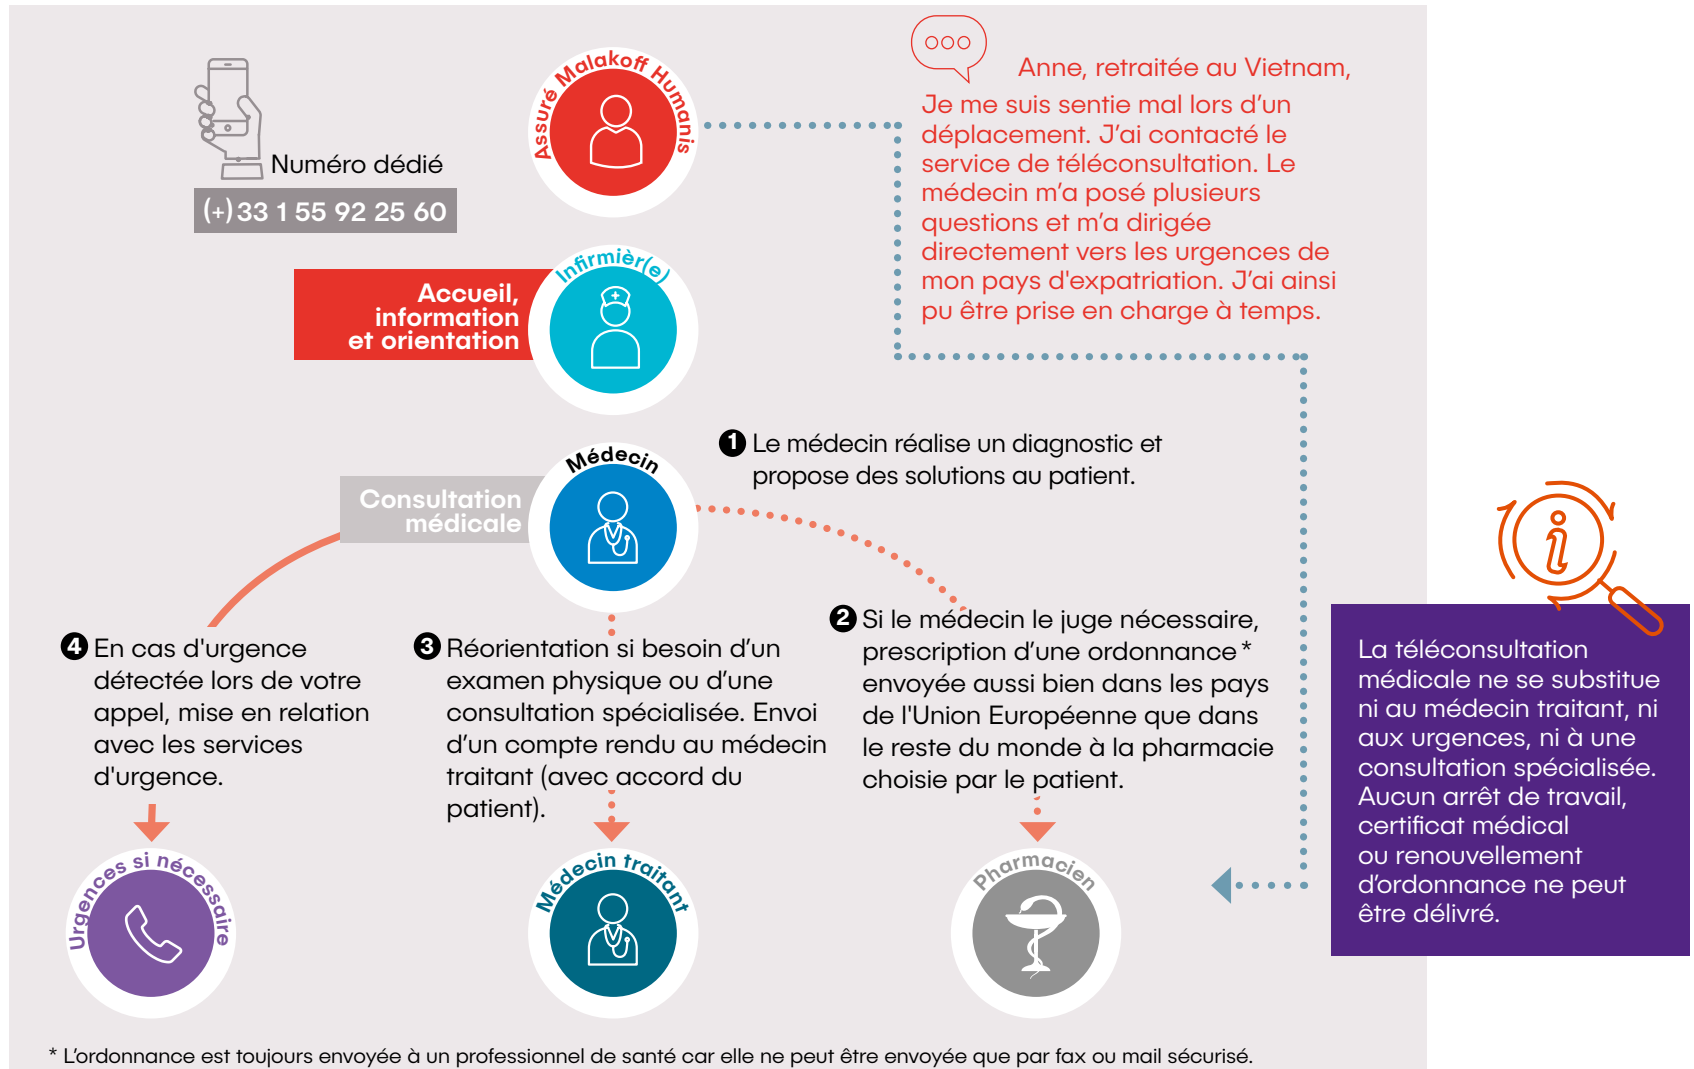 Assuré Malakoff Humanis
Numéro dédié
(+) 33 1 55 92 25 60
Anne, retraitée au Vietnam,
Je me suis sentie mal lors d’un
déplacement. J’ai contacté le
service de téléconsultation. Le
médecin m’a posé plusieurs
questions et m’a dirigée
directement vers les urgences de
mon pays d'expatriation. J’ai ainsi
pu être prise en charge à temps.
Infirmièr(e)
Accueil,
information
et orientation
Médecin
Consultation
médicale
1 Le médecin réalise un diagnostic et
propose des solutions au patient.
2 Si le médecin le juge nécessaire,
prescription d’une ordonnance *
envoyée aussi bien dans les pays
de l'Union Européenne que dans
le reste du monde à la pharmacie
choisie par le patient.
3 Réorientation si besoin d’un
examen physique ou d’une
consultation spécialisée. Envoi
d’un compte rendu au médecin
traitant (avec accord du
patient).
4 En cas d'urgence
détectée lors de votre
appel, mise en relation
avec les services
d'urgence.
Urgences si nécessaire
Médecin traitant
Pharmacien
La téléconsultation
médicale ne se substitue
ni au médecin traitant, ni
aux urgences, ni à une
consultation spécialisée.
Aucun arrêt de travail,
certificat médical
ou renouvellement
d’ordonnance ne peut
être délivré.
* L’ordonnance est toujours envoyée à un professionnel de santé car elle ne peut être envoyée que par fax ou mail sécurisé.